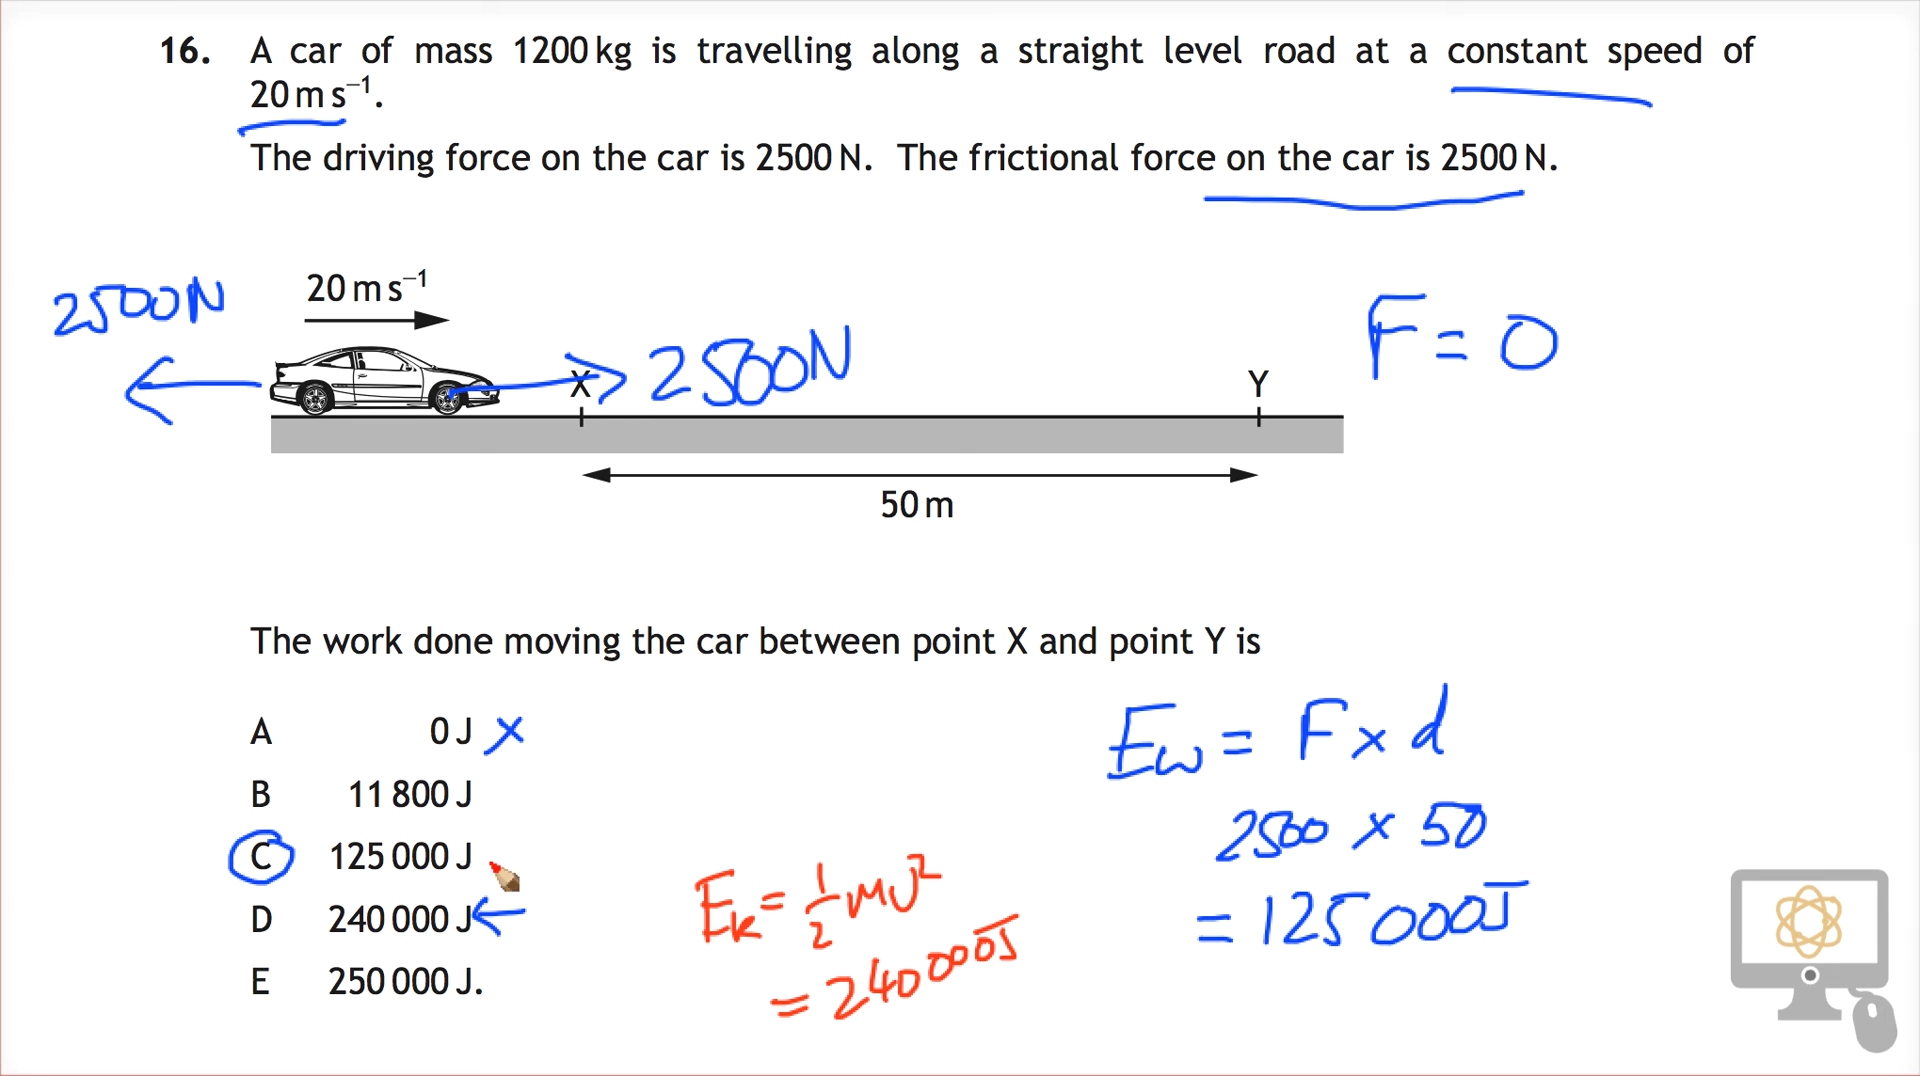 16. A car of mass 1200 kg is travelling along a straight level road at a constant speed of
20 m s⁻¹.
The driving force on the car is 2500 N. The frictional force on the car is 2500 N.
2500N
20 m s⁻¹
F = 0
X
2500N
Y
50 m
The work done moving the car between point X and point Y is
A 0 J x
B 11 800 J
C 125 000 J
D 240 000 J
E 250 000 J.
Ew = F x d
2500 x 50
= 125000J
Ek = 1/2 mv²
= 240000J